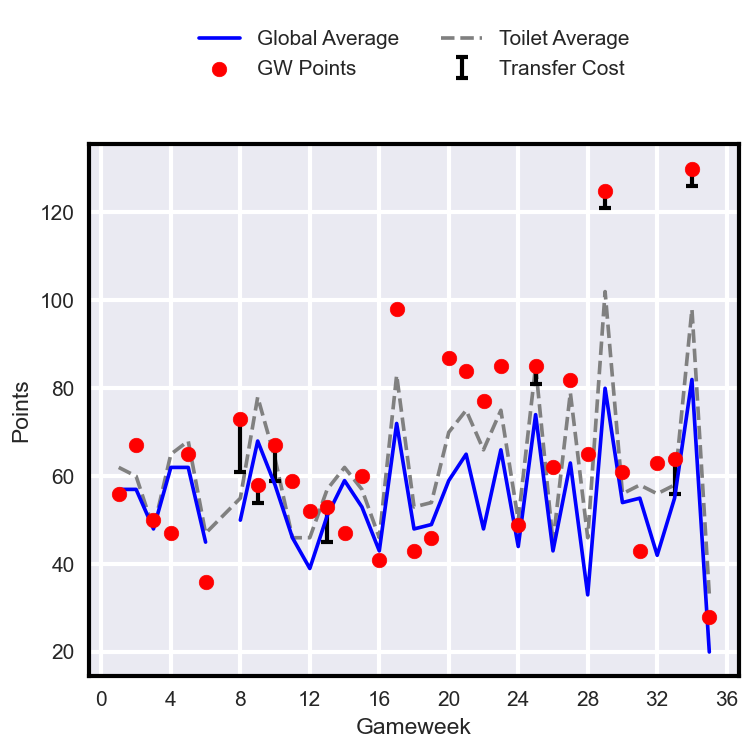 Global Average
Toilet Average
GW Points
Transfer Cost
Points
120
100
80
60
40
20
0 4 8 12 16 20 24 28 32 36
Gameweek